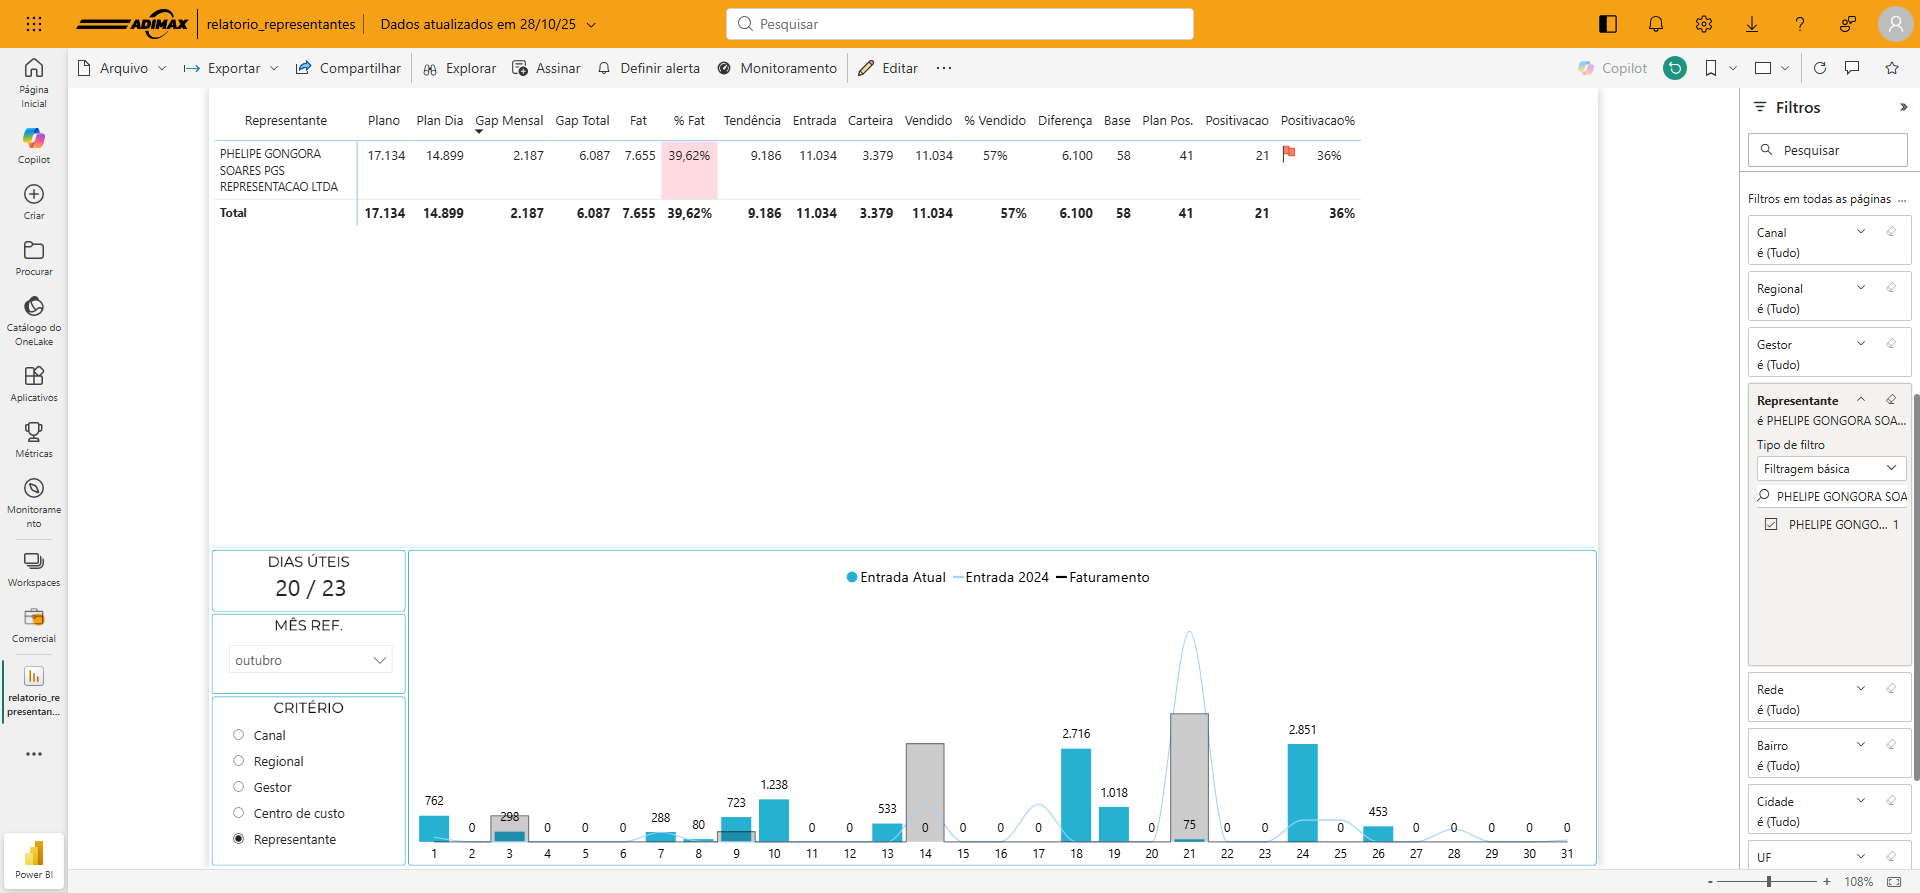 ADIMAX
relatorio_representantes
Dados atualizados em 28/10/25
Pesquisar
Arquivo
Exportar
Compartilhar
Explorar
Assinar
Definir alerta
Monitoramento
Editar
Copilot
Página
Inicial
Copilot
Criar
Procurar
Catálogo do
OneLake
Aplicativos
Métricas
Monitorame
nto
Workspaces
Comercial
relatorio_re
presentan...
Power BI
Representante Plano Plan Dia Gap Mensal Gap Total Fat % Fat Tendência Entrada Carteira Vendido % Vendido Diferença Base Plan Pos. Positivacao Positivacao%
PHELIPE GONGORA
SOARES PGS
REPRESENTACAO LTDA
17.134 14.899 2.187 6.087 7.655 39,62% 9.186 11.034 3.379 11.034 57% 6.100 58 41 21 36%
Total 17.134 14.899 2.187 6.087 7.655 39,62% 9.186 11.034 3.379 11.034 57% 6.100 58 41 21 36%
DIAS ÚTEIS
20 / 23
MÊS REF.
outubro
CRITÉRIO
Canal
Regional
Gestor
Centro de custo
Representante
Entrada Atual Entrada 2024 Faturamento
762 0 298 0 0 0 288 80 723 1.238 0 0 533 0 0 0 0 2.716 1.018 0 75 0 0 2.851 0 453 0 0 0 0 0
1 2 3 4 5 6 7 8 9 10 11 12 13 14 15 16 17 18 19 20 21 22 23 24 25 26 27 28 29 30 31
Filtros
Pesquisar
Filtros em todas as páginas ...
Canal
é (Tudo)
Regional
é (Tudo)
Gestor
é (Tudo)
Representante
é PHELIPE GONGORA SOA...
Tipo de filtro
Filtragem básica
PHELIPE GONGORA SOA
PHELIPE GONGO... 1
Rede
é (Tudo)
Bairro
é (Tudo)
Cidade
é (Tudo)
UF
- + 108%